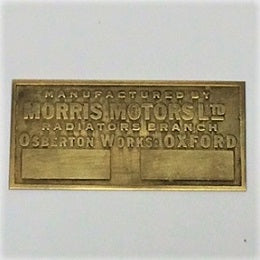 MANUFACTURED BY
MORRIS MOTORS LTD
RADIATORS BRANCH
OSBERTON WORKS: OXFORD